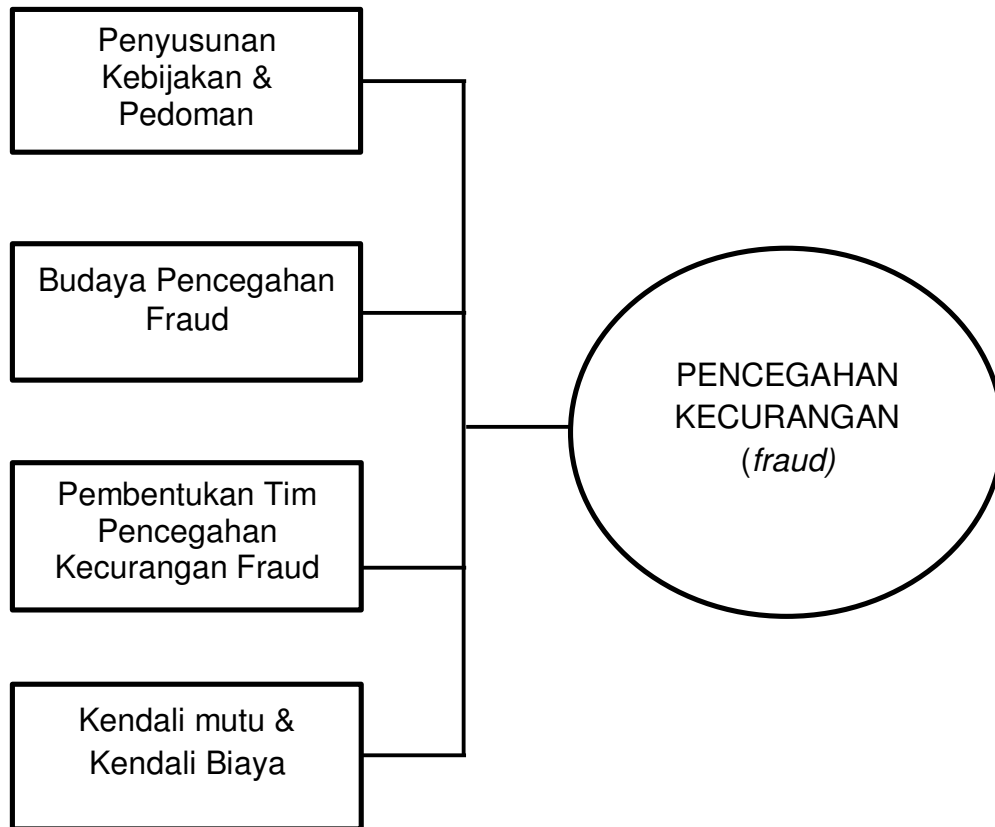 Penyusunan
Kebijakan &
Pedoman
Budaya Pencegahan
Fraud
Pembentukan Tim
Pencegahan
Kecurangan Fraud
Kendali mutu &
Kendali Biaya
PENCEGAHAN
KECURANGAN
(fraud)